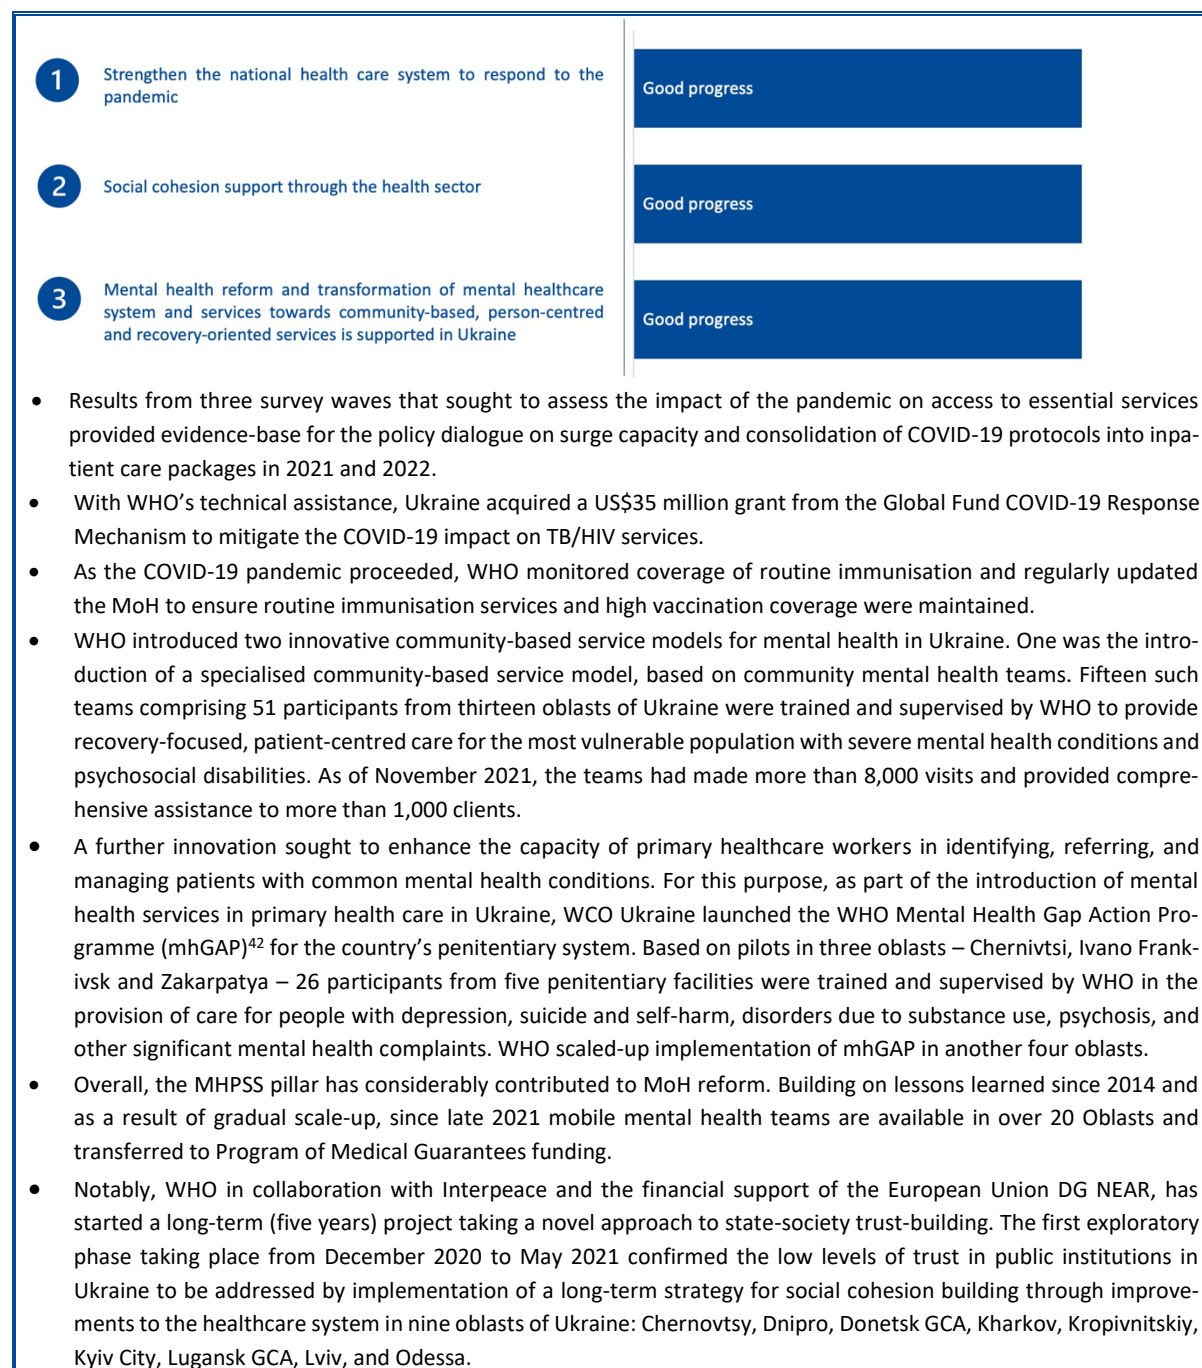 1
Strengthen the national health care system to respond to the
pandemic
Good progress
2
Social cohesion support through the health sector
Good progress
3
Mental health reform and transformation of mental healthcare
system and services towards community-based, person-centred
and recovery-oriented services is supported in Ukraine
Good progress
• Results from three survey waves that sought to assess the impact of the pandemic on access to essential services
provided evidence-base for the policy dialogue on surge capacity and consolidation of COVID-19 protocols into inpa-
tient care packages in 2021 and 2022.
• With WHO’s technical assistance, Ukraine acquired a US$35 million grant from the Global Fund COVID-19 Response
Mechanism to mitigate the COVID-19 impact on TB/HIV services.
• As the COVID-19 pandemic proceeded, WHO monitored coverage of routine immunisation and regularly updated
the MoH to ensure routine immunisation services and high vaccination coverage were maintained.
• WHO introduced two innovative community-based service models for mental health in Ukraine. One was the intro-
duction of a specialised community-based service model, based on community mental health teams. Fifteen such
teams comprising 51 participants from thirteen oblasts of Ukraine were trained and supervised by WHO to provide
recovery-focused, patient-centred care for the most vulnerable population with severe mental health conditions and
psychosocial disabilities. As of November 2021, the teams had made more than 8,000 visits and provided compre-
hensive assistance to more than 1,000 clients.
• A further innovation sought to enhance the capacity of primary healthcare workers in identifying, referring, and
managing patients with common mental health conditions. For this purpose, as part of the introduction of mental
health services in primary health care in Ukraine, WCO Ukraine launched the WHO Mental Health Gap Action Pro-
gramme (mhGAP)42 for the country’s penitentiary system. Based on pilots in three oblasts – Chernivtsi, Ivano Frank-
ivsk and Zakarpatya – 26 participants from five penitentiary facilities were trained and supervised by WHO in the
provision of care for people with depression, suicide and self-harm, disorders due to substance use, psychosis, and
other significant mental health complaints. WHO scaled-up implementation of mhGAP in another four oblasts.
• Overall, the MHPSS pillar has considerably contributed to MoH reform. Building on lessons learned since 2014 and
as a result of gradual scale-up, since late 2021 mobile mental health teams are available in over 20 Oblasts and
transferred to Program of Medical Guarantees funding.
• Notably, WHO in collaboration with Interpeace and the financial support of the European Union DG NEAR, has
started a long-term (five years) project taking a novel approach to state-society trust-building. The first exploratory
phase taking place from December 2020 to May 2021 confirmed the low levels of trust in public institutions in
Ukraine to be addressed by implementation of a long-term strategy for social cohesion building through improve-
ments to the healthcare system in nine oblasts of Ukraine: Chernovtsy, Dnipro, Donetsk GCA, Kharkov, Kropivnitskiy,
Kyiv City, Lugansk GCA, Lviv, and Odessa.